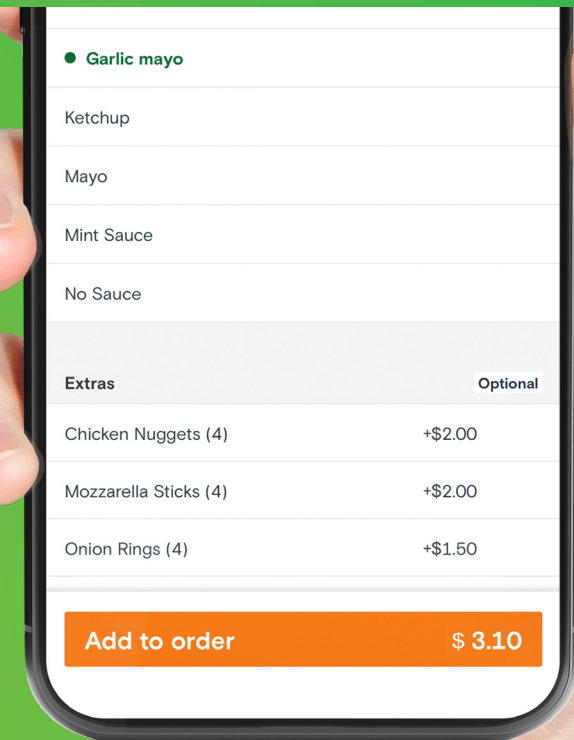 Garlic mayo
Ketchup
Mayo
Mint Sauce
No Sauce
Extras Optional
Chicken Nuggets (4) +$2.00
Mozzarella Sticks (4) +$2.00
Onion Rings (4) +$1.50
Add to order $ 3.10